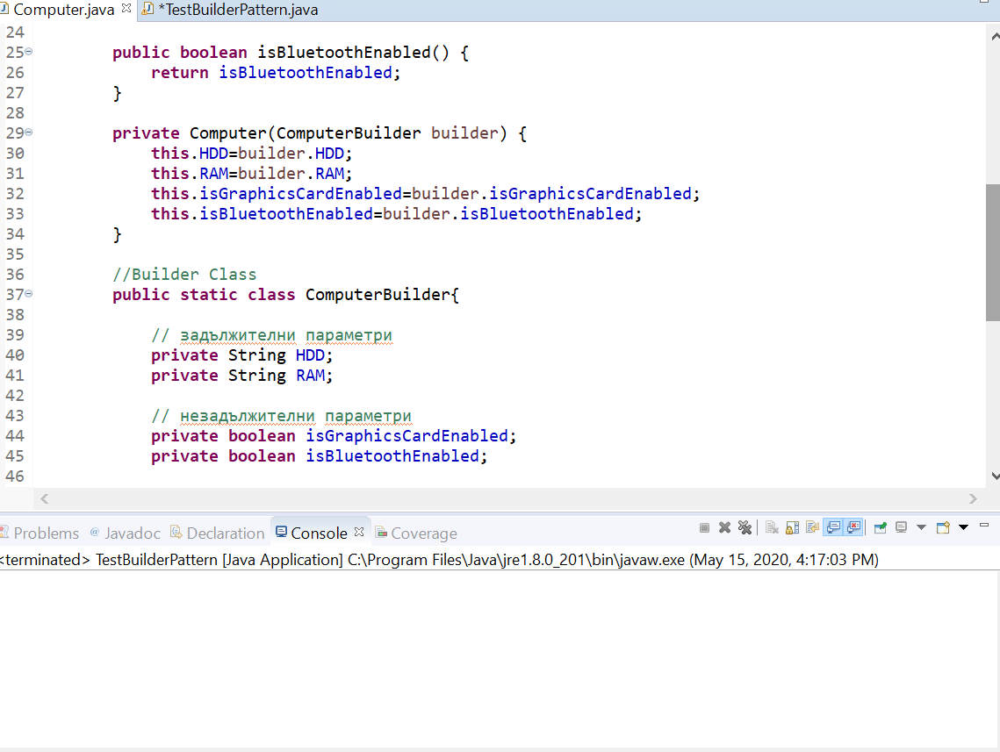 Computer.java *TestBuilderPattern.java
24
25 public boolean isBluetoothEnabled() {
26 return isBluetoothEnabled;
27 }
28
29 private Computer(ComputerBuilder builder) {
30 this.HDD=builder.HDD;
31 this.RAM=builder.RAM;
32 this.isGraphicsCardEnabled=builder.isGraphicsCardEnabled;
33 this.isBluetoothEnabled=builder.isBluetoothEnabled;
34 }
35
36 //Builder Class
37 public static class ComputerBuilder{
38
39 // задължителни параметри
40 private String HDD;
41 private String RAM;
42
43 // незадължителни параметри
44 private boolean isGraphicsCardEnabled;
45 private boolean isBluetoothEnabled;
46
Problems @ Javadoc Declaration Console Coverage
<terminated> TestBuilderPattern [Java Application] C:\Program Files\Java\jre1.8.0_201\bin\javaw.exe (May 15, 2020, 4:17:03 PM)